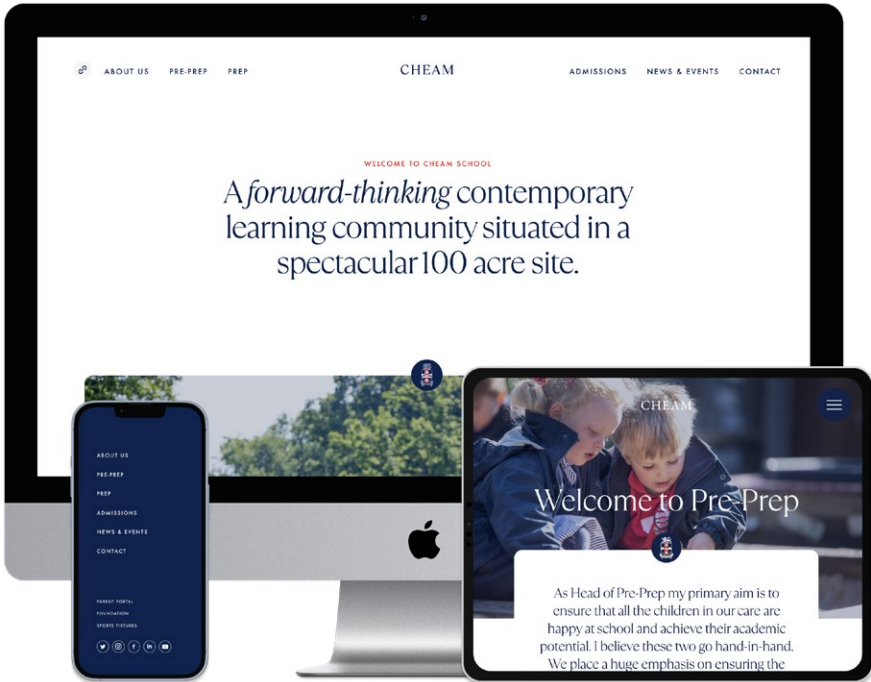 ABOUT US PRE-PREP PREP CHEAM ADMISSIONS NEWS & EVENTS CONTACT
WELCOME TO CHEAM SCHOOL
A forward-thinking contemporary
learning community situated in a
spectacular 100 acre site.
ABOUT US
PRE-PREP
PREP
ADMISSIONS
NEWS & EVENTS
CONTACT
PARENT PORTAL
FOUNDATION
SPORTS FIXTURES
CHEAM
Welcome to Pre-Prep
As Head of Pre-Prep my primary aim is to
ensure that all the children in our care are
happy at school and achieve their academic
potential. I believe these two go hand-in-hand.
We place a huge emphasis on ensuring the